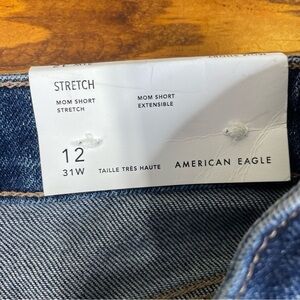 STRETCH
MOM SHORT
STRETCH
MOM SHORT
EXTENSIBLE
12
31W
TAILLE TRÈS HAUTE
AMERICAN EAGLE